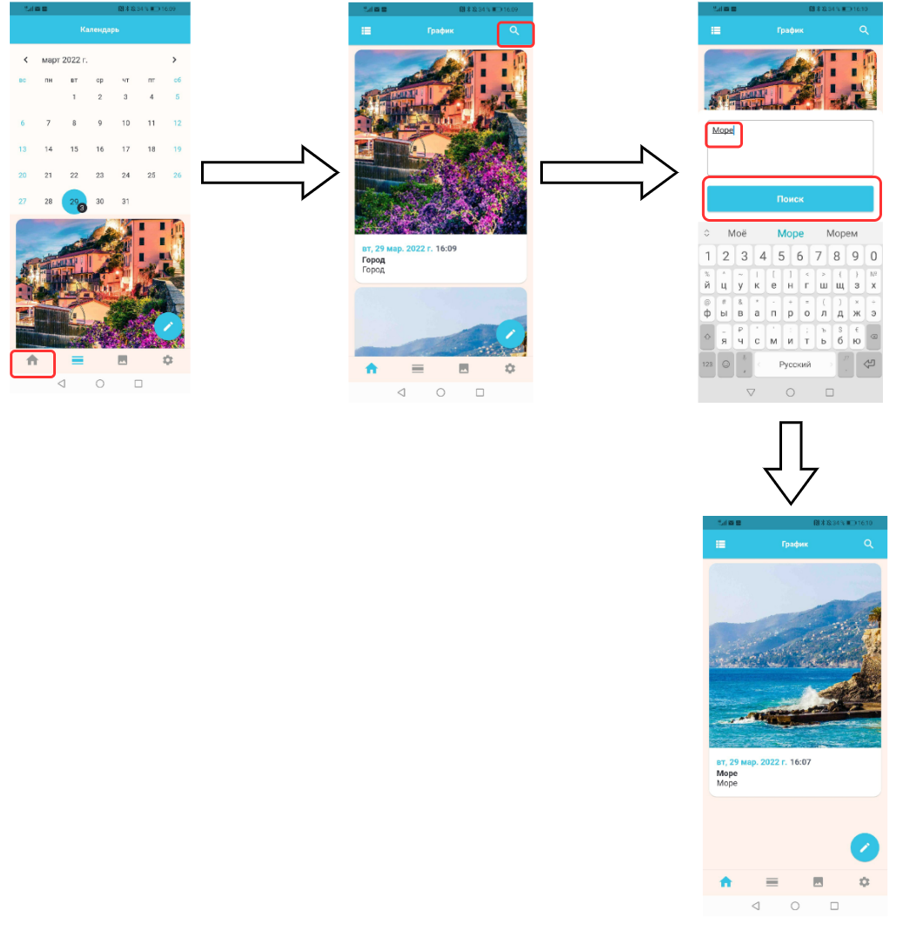 Календарь
март 2022 г.
вс пн вт ср чт пт сб
1 2 3 4 5
6 7 8 9 10 11 12
13 14 15 16 17 18 19
20 21 22 23 24 25 26
27 28 29 30 31
3
График
вт, 29 мар. 2022 г. 16:09
Город
Город
График
Море
Поиск
Моё Море Морем
1 2 3 4 5 6 7 8 9 0
й ц у к е н г ш щ з х
ф ы в а п р о л д ж э
я ч с м и т ь б ю
123 Русский
График
вт, 29 мар. 2022 г. 16:07
Море
Море